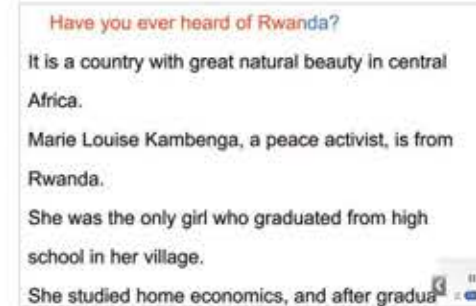 Have you ever heard of Rwanda?
It is a country with great natural beauty in central
Africa.
Marie Louise Kambenga, a peace activist, is from
Rwanda.
She was the only girl who graduated from high
school in her village.
She studied home economics, and after